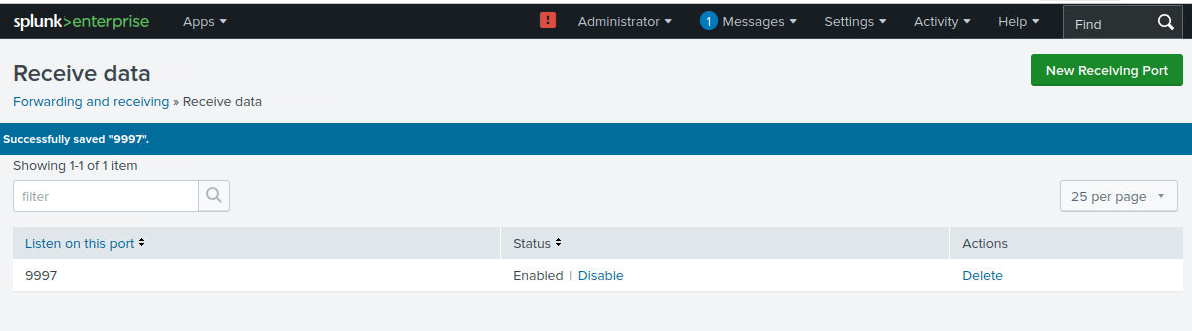 splunk>enterprise Apps ! Administrator 1 Messages Settings Activity Help Find
Receive data
New Receiving Port
Forwarding and receiving » Receive data
Successfully saved "9997".
Showing 1-1 of 1 item
filter
25 per page
Listen on this port Status Actions
9997 Enabled | Disable Delete